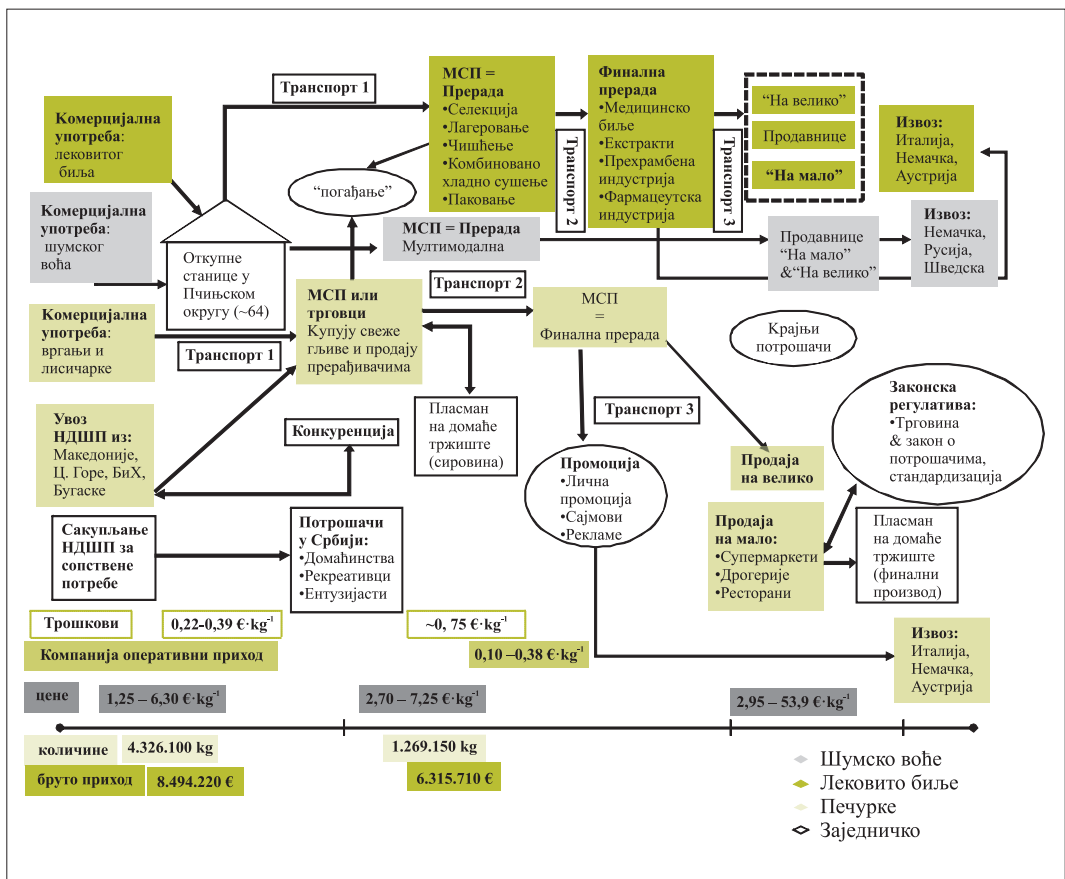 Транспорт 1
МСП =
Прерада
•Селекција
•Лагеровање
•Чишћење
•Комбиновано
хладно сушење
•Паковање
Транспорт 2
Финална
прерада
•Медицинско
биље
•Екстракти
•Прехрамбена
индустрија
•Фармацеутска
индустрија
Транспорт 3
“На велико”
Продавнице
“На мало”
Извоз:
Италија,
Немачка,
Аустрија
Комерцијална
употреба:
лековитог
биља
“погађање”
Комерцијална
употреба:
шумског
воћа
Откупне
станице у
Пчињском
округу (~64)
МСП = Прерада
Мултимодална
Продавнице
“На мало”
&“На велико”
Извоз:
Немачка,
Русија,
Шведска
Комерцијална
употреба:
вргањи и
лисичарке
Транспорт 1
МСП или
трговци
Купују свеже
гљиве и продају
прерађивачима
Транспорт 2
МСП
=
Финална прерада
Крајњи
потрошачи
Увоз
НДШП из:
Македоније,
Ц. Горе, БиХ,
Бугаске
Конкуренција
Пласман
на домаће
тржиште
(сировина)
Транспорт 3
Промоција
•Лична
промоција
•Сајмови
•Рекламе
Продаја
на велико
Законска
регулатива:
•Трговина
& закон о
потрошачима,
стандардизација
Сакупљање
НДШП за
сопствене
потребе
Потрошачи
у Србији:
•Домаћинства
•Рекреативци
•Ентузијасти
Продаја
на мало:
•Супермаркети
•Дрогерије
•Ресторани
Пласман
на домаће
тржиште
(финални
производ)
Трошкови
0,22-0,39 €·kg⁻¹
~0, 75 €·kg⁻¹
Компанија оперативни приход
0,10 –0,38 €·kg⁻¹
Извоз:
Италија,
Немачка,
Аустрија
цене
1,25 – 6,30 €·kg⁻¹
2,70 – 7,25 €·kg⁻¹
2,95 – 53,9 €·kg⁻¹
количине
4.326.100 kg
1.269.150 kg
бруто приход
8.494.220 €
6.315.710 €
Шумско воће
Лековито биље
Печурке
Заједничко